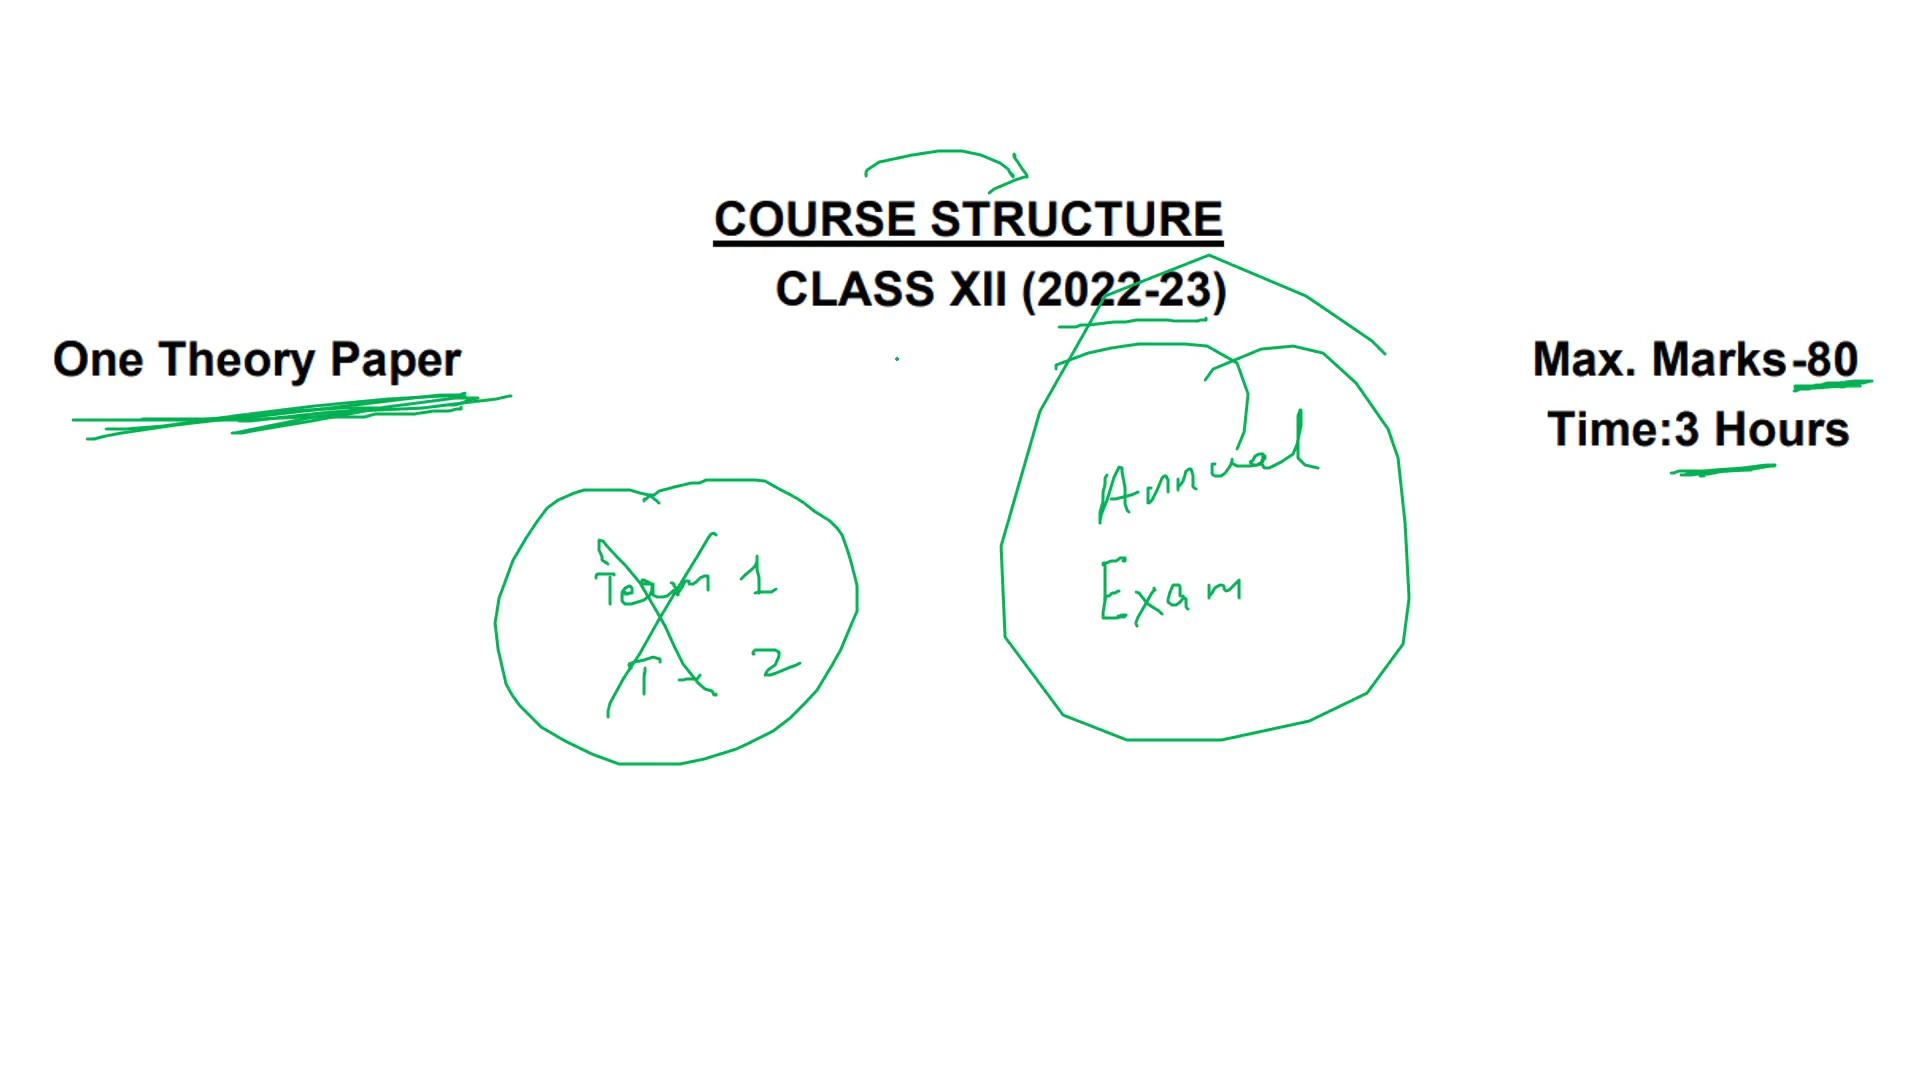 COURSE STRUCTURE
CLASS XII (2022-23)
One Theory Paper
Max. Marks-80
Time:3 Hours
Annual
Exam
Term 1
T - 2